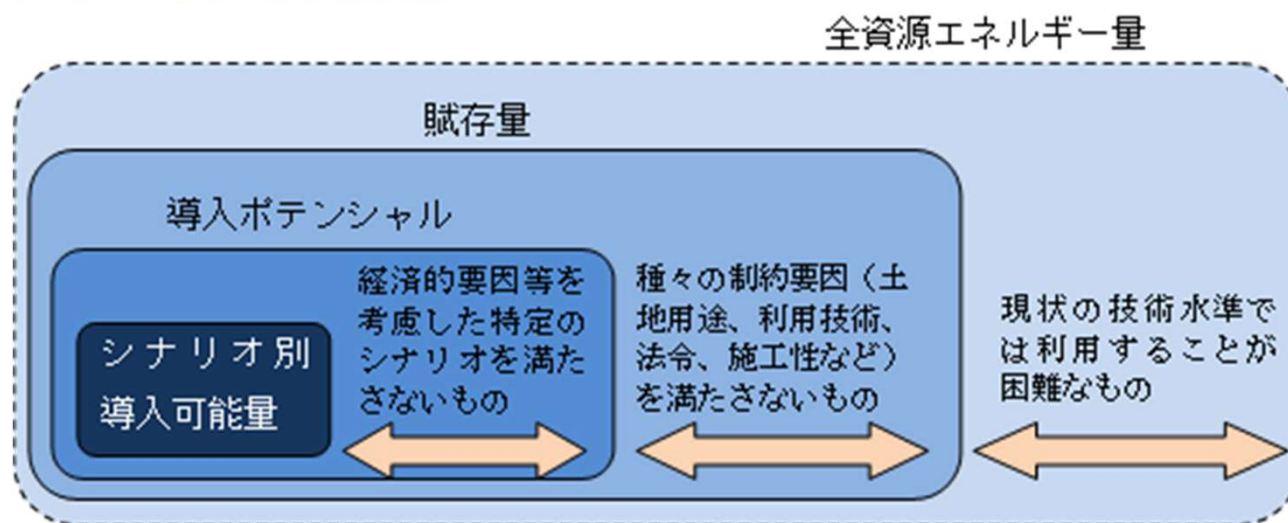 全資源エネルギー量
賦存量
導入ポテンシャル
シナリオ別
導入可能量
経済的要因等を
考慮した特定の
シナリオを満た
さないもの
種々の制約要因（土
地用途、利用技術、
法令、施工性など）
を満たさないもの
現状の技術水準で
は利用することが
困難なもの